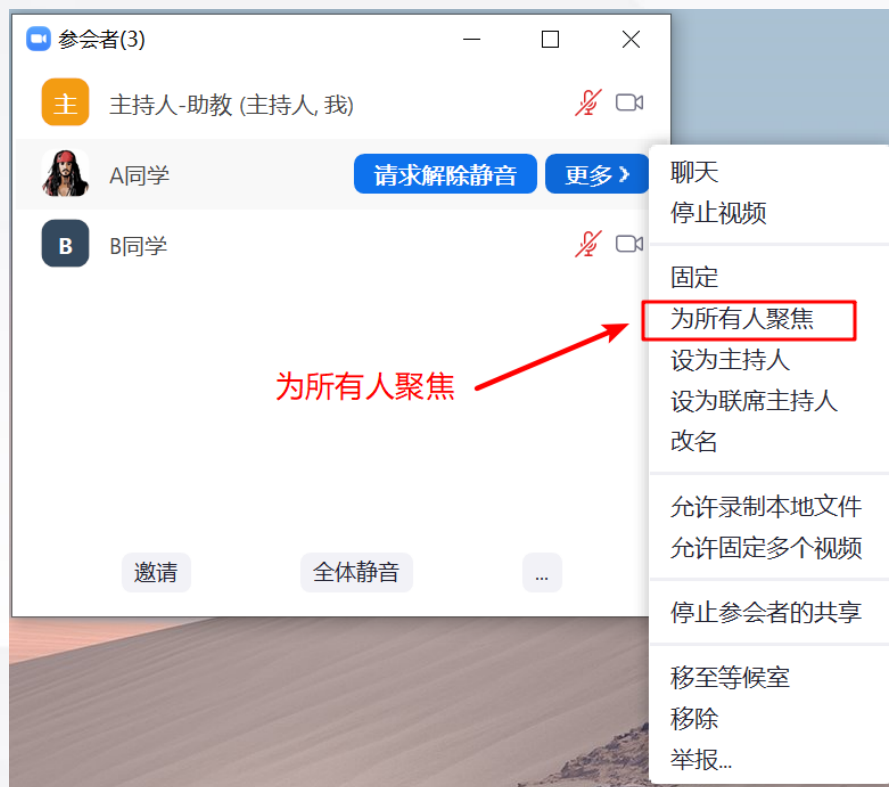 参会者(3)
主 主持人-助教 (主持人, 我)
A同学 请求解除静音 更多 >
B B同学
聊天
停止视频
固定
为所有人聚焦
设为主持人
设为联席主持人
改名
允许录制本地文件
允许固定多个视频
停止参会者的共享
移至等候室
移除
举报...
为所有人聚焦
邀请 全体静音 ...